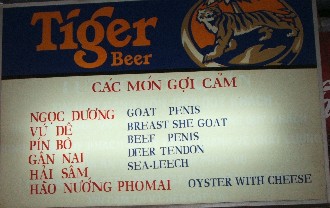 Tiger
Beer
CÁC MÓN GỢI CẢM
NGỌC DƯƠNG GOAT PENIS
VÚ DÊ BREAST SHE GOAT
PÍN BÒ BEEF PENIS
GÂN NAI DEER TENDON
HẢI SÂM SEA-LEECH
HÀO NƯỚNG PHOMAI OYSTER WITH CHEESE